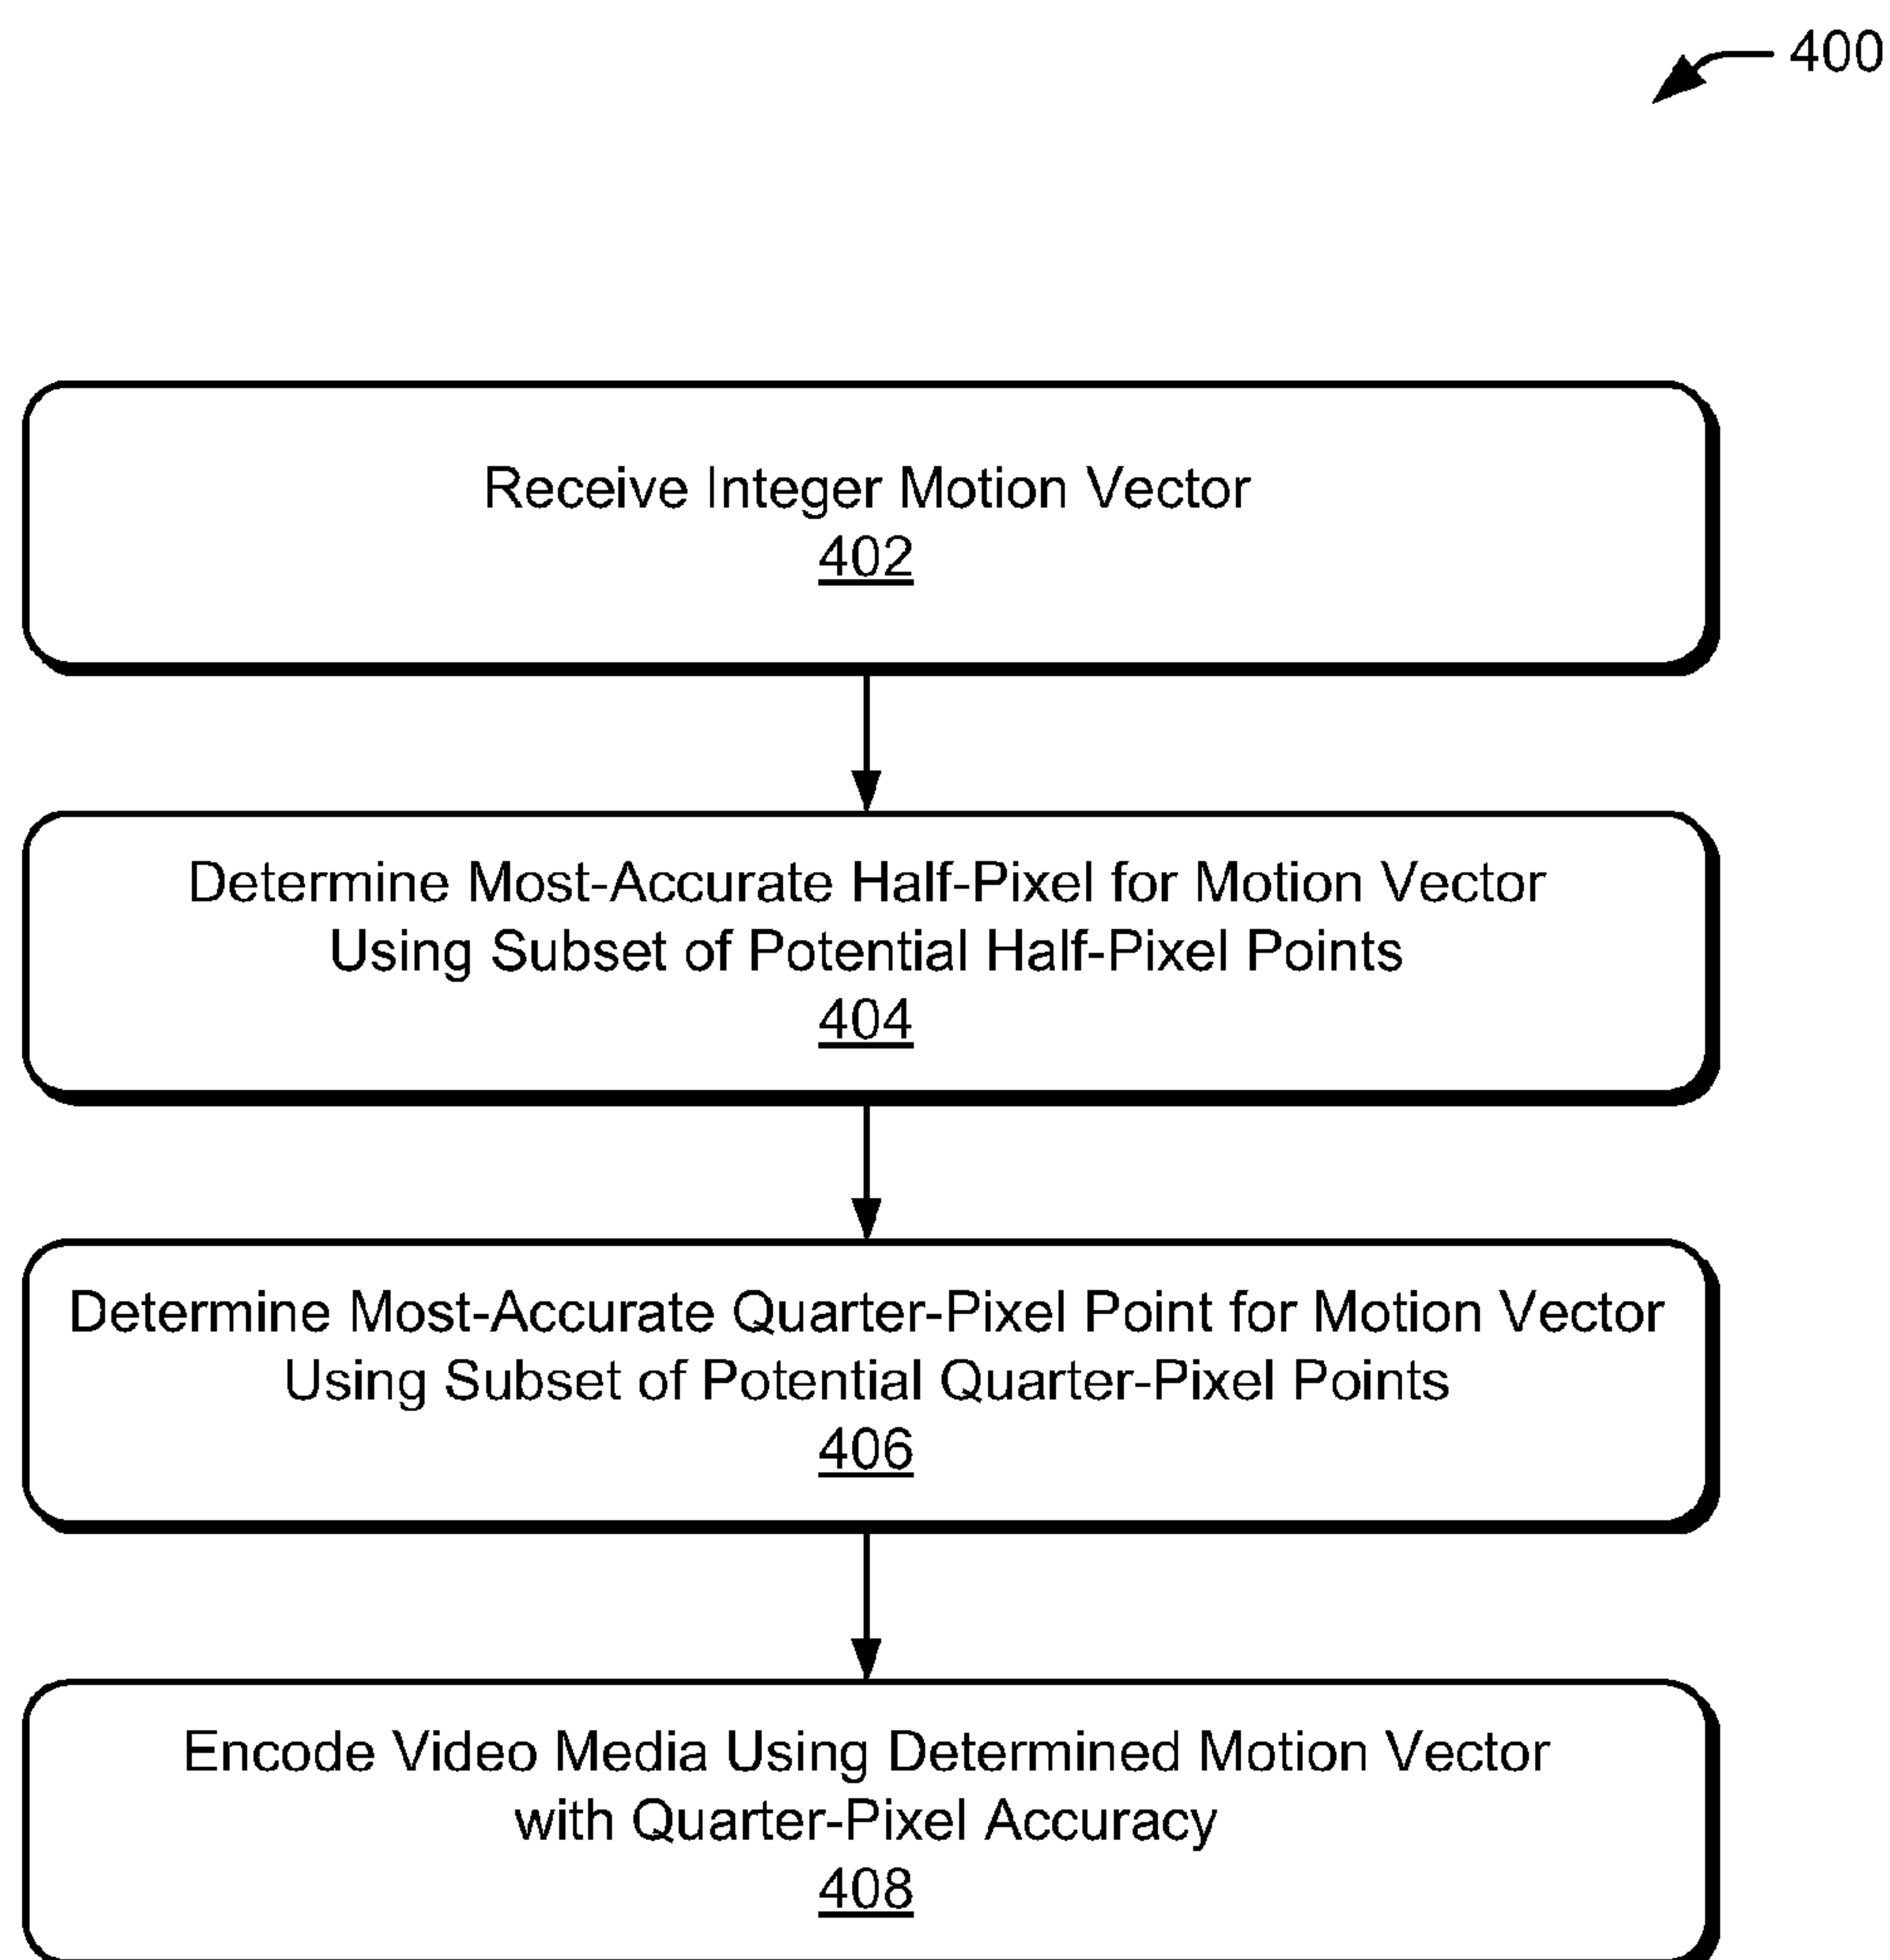 400
Receive Integer Motion Vector
402
Determine Most-Accurate Half-Pixel for Motion Vector
Using Subset of Potential Half-Pixel Points
404
Determine Most-Accurate Quarter-Pixel Point for Motion Vector
Using Subset of Potential Quarter-Pixel Points
406
Encode Video Media Using Determined Motion Vector
with Quarter-Pixel Accuracy
408